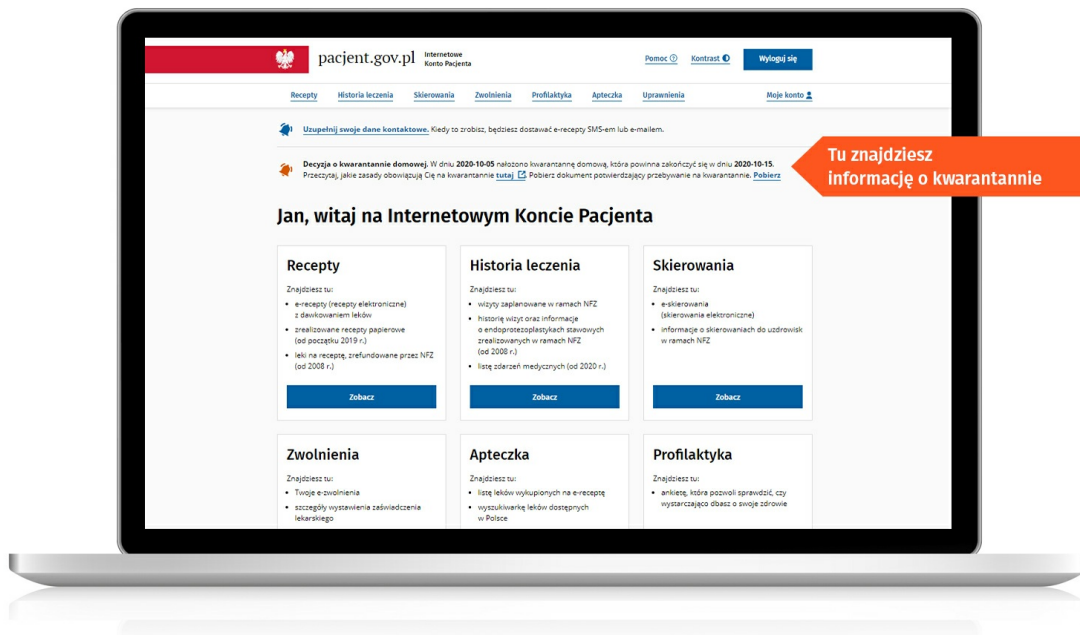 pacjent.gov.pl
Internetowe
Konto Pacjenta
Pomoc
Kontrast
Wyloguj się
Recepty Historia leczenia Skierowania Zwolnienia Profilaktyka Apteczka Uprawnienia Moje konto
Uzupełnij swoje dane kontaktowe. Kiedy to zrobisz, będziesz dostawać e-recepty SMS-em lub e-mailem.
Decyzja o kwarantannie domowej. W dniu 2020-10-05 nałożono kwarantannę domową, która powinna zakończyć się w dniu 2020-10-15.
Przeczytaj, jakie zasady obowiązują Cię na kwarantannie tutaj Pobierz dokument potwierdzający przebywanie na kwarantannie. Pobierz
Tu znajdziesz
informację o kwarantannie
Jan, witaj na Internetowym Koncie Pacjenta
Recepty
Znajdziesz tu:
• e-recepty (recepty elektroniczne)
z dawkowaniem leków
• zrealizowane recepty papierowe
(od początku 2019 r.)
• leki na receptę, zrefundowane przez NFZ
(od 2008 r.)
Zobacz
Historia leczenia
Znajdziesz tu:
• wizyty zaplanowane w ramach NFZ
• historię wizyt oraz informacje
o endoprotezoplastykach stawowych
zrealizowanych w ramach NFZ
(od 2008 r.)
• listę zdarzeń medycznych (od 2020 r.)
Zobacz
Skierowania
Znajdziesz tu:
• e-skierowania
(skierowania elektroniczne)
• informacje o skierowaniach do uzdrowisk
w ramach NFZ
Zobacz
Zwolnienia
Znajdziesz tu:
• Twoje e-zwolnienia
• szczegóły wystawienia zaświadczenia
lekarskiego
Apteczka
Znajdziesz tu:
• listę leków wykupionych na e-receptę
• wyszukiwarkę leków dostępnych
w Polsce
Profilaktyka
Znajdziesz tu:
• ankietę, która pozwoli sprawdzić, czy
wystarczająco dbasz o swoje zdrowie